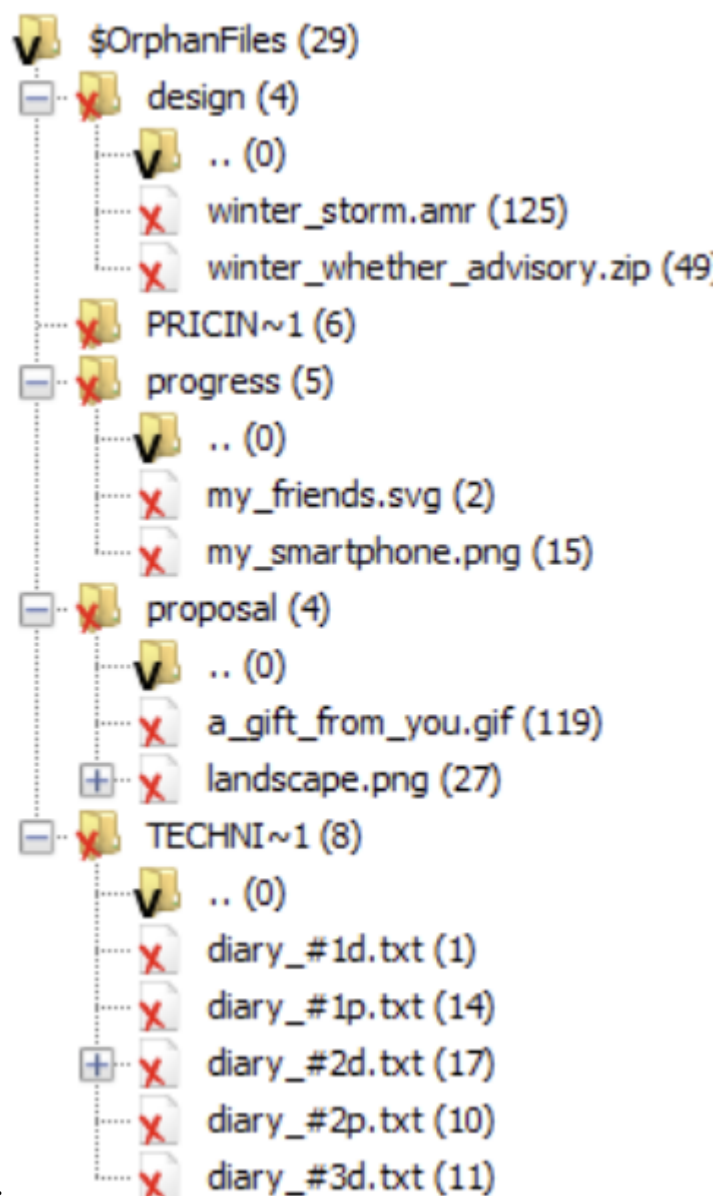 $OrphanFiles (29)
design (4)
.. (0)
winter_storm.amr (125)
winter_whether_advisory.zip (49)
PRICIN~1 (6)
progress (5)
.. (0)
my_friends.svg (2)
my_smartphone.png (15)
proposal (4)
.. (0)
a_gift_from_you.gif (119)
landscape.png (27)
TECHNI~1 (8)
.. (0)
diary_#1d.txt (1)
diary_#1p.txt (14)
diary_#2d.txt (17)
diary_#2p.txt (10)
diary_#3d.txt (11)